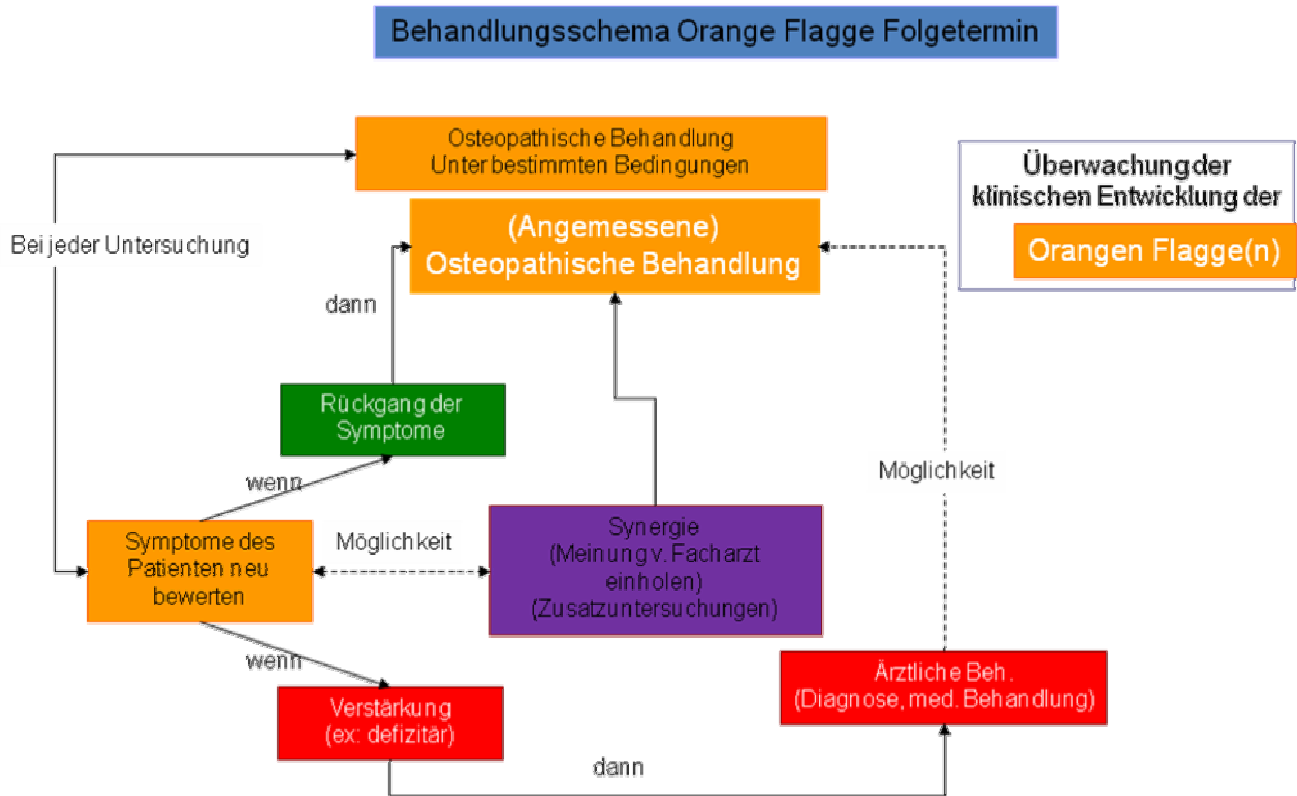 Behandlungsschema Orange Flagge Folgetermin
Osteopathische Behandlung
Unter bestimmten Bedingungen
Überwachung der
klinischen Entwicklung der
Orangen Flagge(n)
(Angemessene)
Osteopathische Behandlung
Bei jeder Untersuchung
dann
Rückgang der
Symptome
wenn
Möglichkeit
Symptome des
Patienten neu
bewerten
Möglichkeit
Synergie
(Meinung v. Facharzt
einholen)
(Zusatzuntersuchungen)
wenn
Verstärkung
(ex: defizitär)
Ärztliche Beh.
(Diagnose, med. Behandlung)
dann